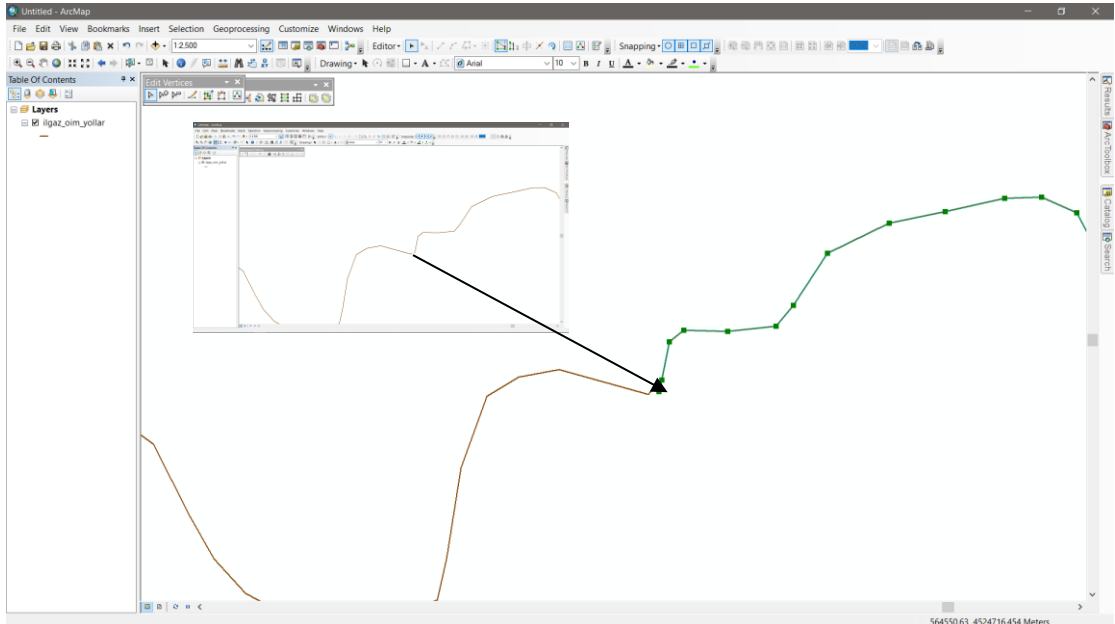 Untitled - ArcMap
File Edit View Bookmarks Insert Selection Geoprocessing Customize Windows Help
1:2,500 Editor Snapping
Drawing A Arial 10 B I U A
Table Of Contents
Edit Vertices
Layers
ilgaz_oim_yollar
Results
ArcToolbox
Catalog
Search
564550,63 4524716,454 Meters